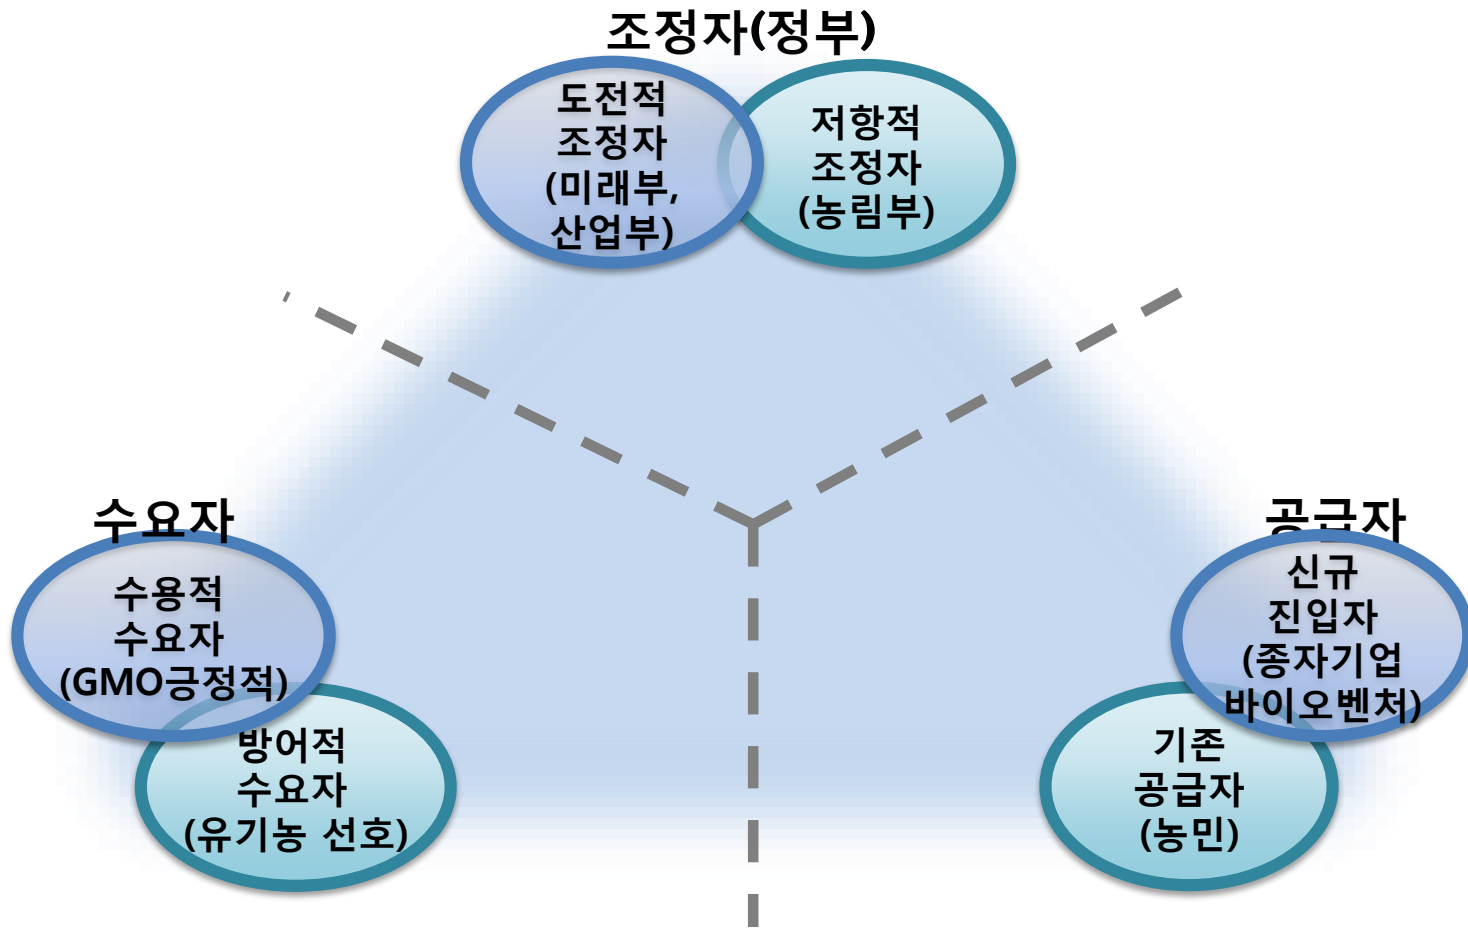 조정자(정부)
도전적
조정자
(미래부,
산업부)
저항적
조정자
(농림부)
수요자
수용적
수요자
(GMO긍정적)
방어적
수요자
(유기농 선호)
공급자
신규
진입자
(종자기업
바이오벤처)
기존
공급자
(농민)